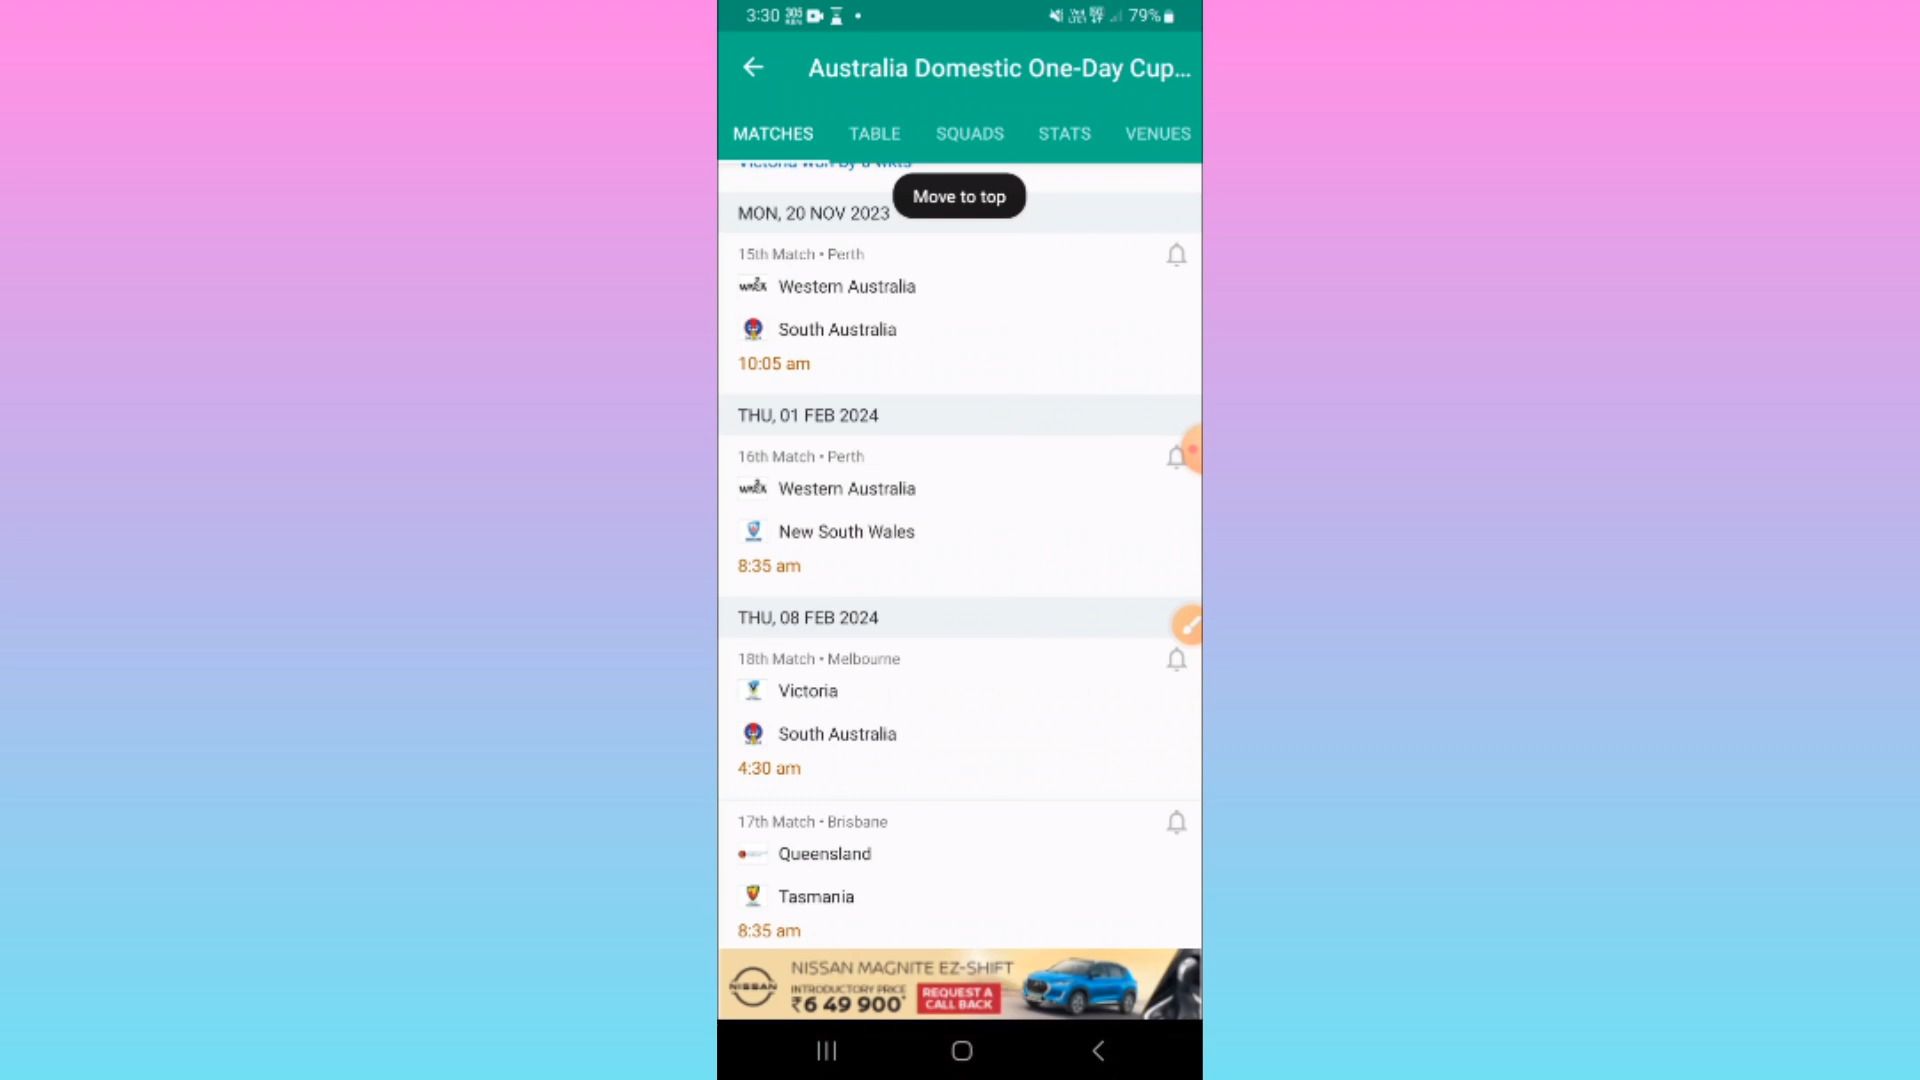 3:30
79%
Australia Domestic One-Day Cup...
MATCHES TABLE SQUADS STATS VENUES
Move to top
MON, 20 NOV 2023
15th Match • Perth
Western Australia
South Australia
10:05 am
THU, 01 FEB 2024
16th Match • Perth
Western Australia
New South Wales
8:35 am
THU, 08 FEB 2024
18th Match • Melbourne
Victoria
South Australia
4:30 am
17th Match • Brisbane
Queensland
Tasmania
8:35 am
NISSAN
NISSAN MAGNITE EZ-SHIFT
INTRODUCTORY PRICE
₹6 49 900*
REQUEST A
CALL BACK